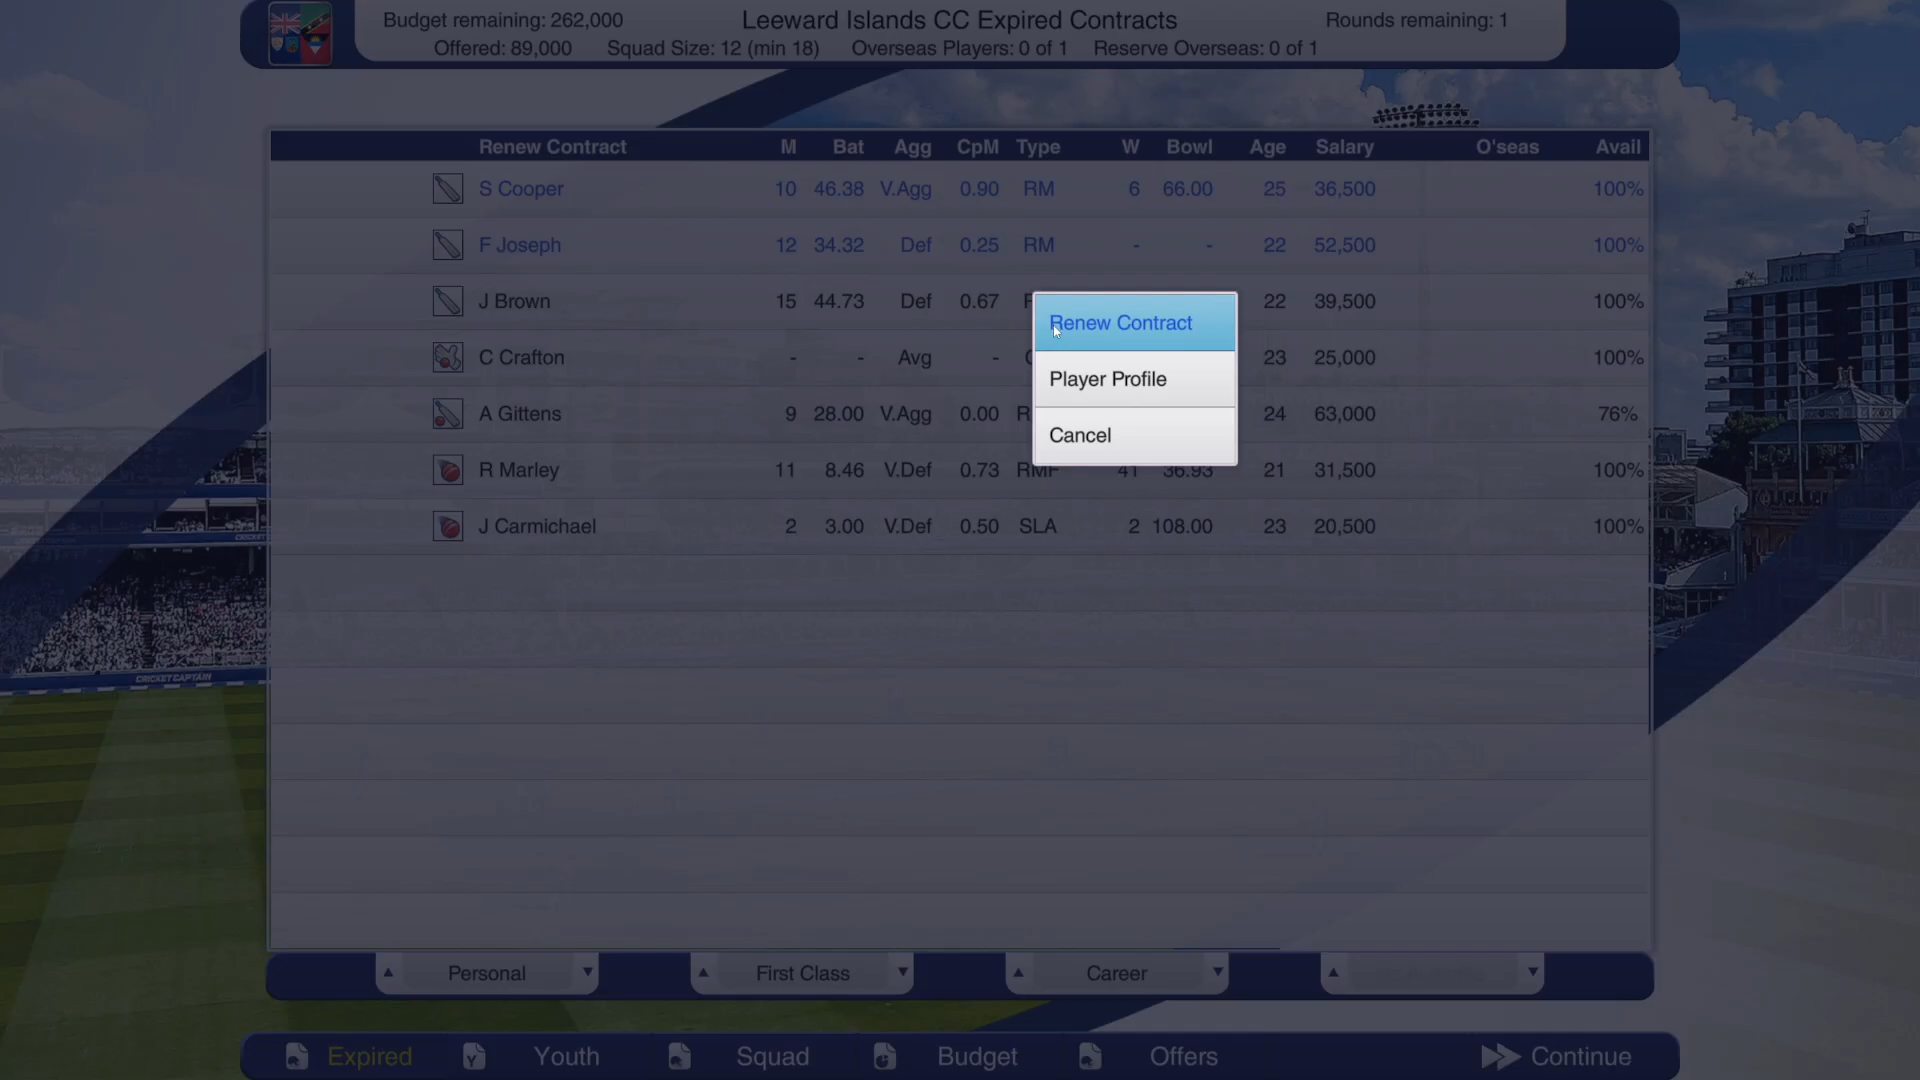 Budget remaining: 262,000
Leeward Islands CC Expired Contracts
Rounds remaining: 1
Offered: 89,000 Squad Size: 12 (min 18) Overseas Players: 0 of 1 Reserve Overseas: 0 of 1
Renew Contract M Bat Agg CpM Type W Bowl Age Salary O'seas Avail
S Cooper 10 46.38 V.Agg 0.90 RM 6 66.00 25 36,500 100%
F Joseph 12 34.32 Def 0.25 RM - - 22 52,500 100%
J Brown 15 44.73 Def 0.67 22 39,500 100%
C Crafton - - Avg - 23 25,000 100%
A Gittens 9 28.00 V.Agg 0.00 R 24 63,000 76%
R Marley 11 8.46 V.Def 0.73 RMF 41 36.93 21 31,500 100%
J Carmichael 2 3.00 V.Def 0.50 SLA 2 108.00 23 20,500 100%
Renew Contract
Player Profile
Cancel
CRICKET CAPTAIN
Personal First Class Career
Expired Youth Squad Budget Offers Continue